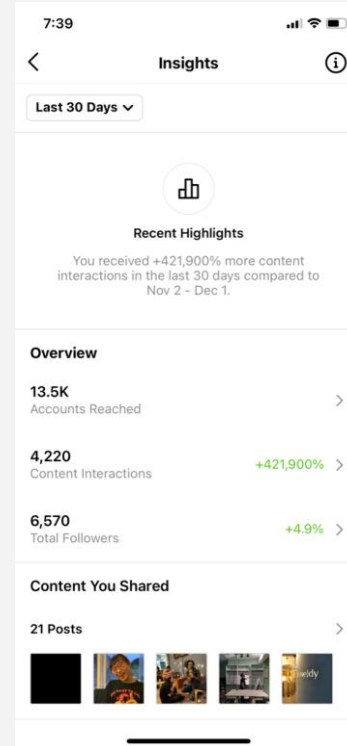 7:39
Insights
Last 30 Days
Recent Highlights
You received +421,900% more content
interactions in the last 30 days compared to
Nov 2 - Dec 1.
Overview
13.5K
Accounts Reached
4,220
Content Interactions
+421,900%
6,570
Total Followers
+4.9%
Content You Shared
21 Posts